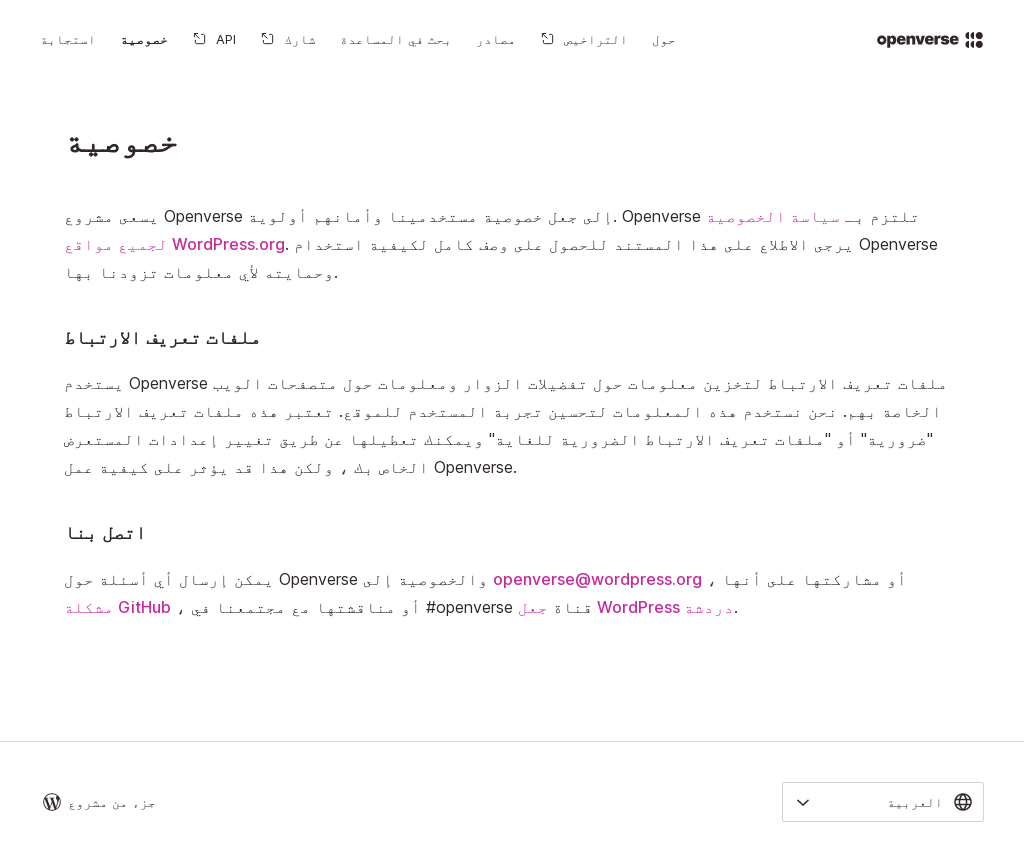 openverse
حول
التراخيص
مصادر
بحث في المساعدة
شارك
API
خصوصية
استجابة
خصوصية
يسعى مشروع Openverse إلى جعل خصوصية مستخدمينا وأمانهم أولوية. Openverse تلتزم بـ سياسة الخصوصية
لجميع مواقع WordPress.org. يرجى الاطلاع على هذا المستند للحصول على وصف كامل لكيفية استخدام Openverse
وحمايته لأي معلومات تزودنا بها.
ملفات تعريف الارتباط
يستخدم Openverse ملفات تعريف الارتباط لتخزين معلومات حول تفضيلات الزوار ومعلومات حول متصفحات الويب
الخاصة بهم. نحن نستخدم هذه المعلومات لتحسين تجربة المستخدم للموقع. تعتبر هذه ملفات تعريف الارتباط
"ضرورية" أو "ملفات تعريف الارتباط الضرورية للغاية" ويمكنك تعطيلها عن طريق تغيير إعدادات المستعرض
الخاص بك ، ولكن هذا قد يؤثر على كيفية عمل Openverse.
اتصل بنا
يمكن إرسال أي أسئلة حول Openverse والخصوصية إلى openverse@wordpress.org ، أو مشاركتها على أنها
مشكلة GitHub ، أو مناقشتها مع مجتمعنا في #openverse قناة جعل WordPress دردشة.
العربية
جزء من مشروع